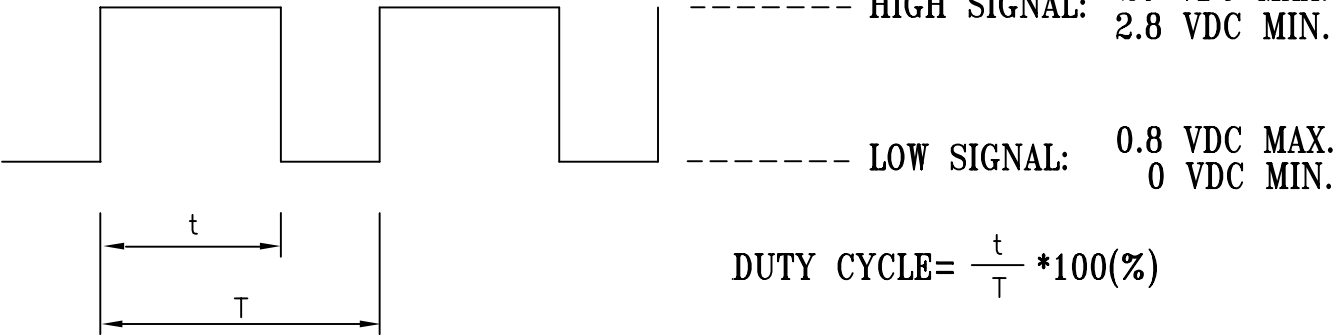 HIGH SIGNAL:
2.8 VDC MIN.
LOW SIGNAL:
0.8 VDC MAX.
0 VDC MIN.
t
T
DUTY CYCLE= t/T *100(%)